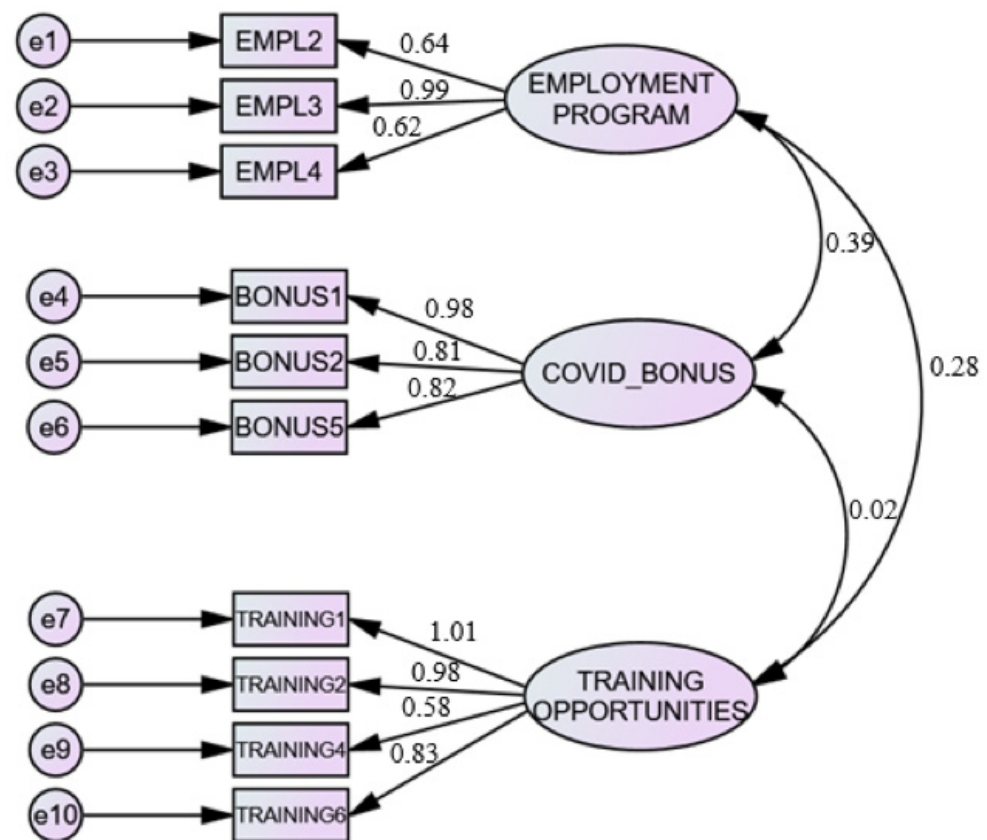 e1
EMPL2
0.64
EMPLOYMENT
PROGRAM
e2
EMPL3
0.99
e3
EMPL4
0.62
0.39
e4
BONUS1
0.98
e5
BONUS2
0.81
COVID_BONUS
0.28
e6
BONUS5
0.82
0.02
e7
TRAINING1
1.01
e8
TRAINING2
0.98
TRAINING
OPPORTUNITIES
e9
TRAINING4
0.58
e10
TRAINING6
0.83